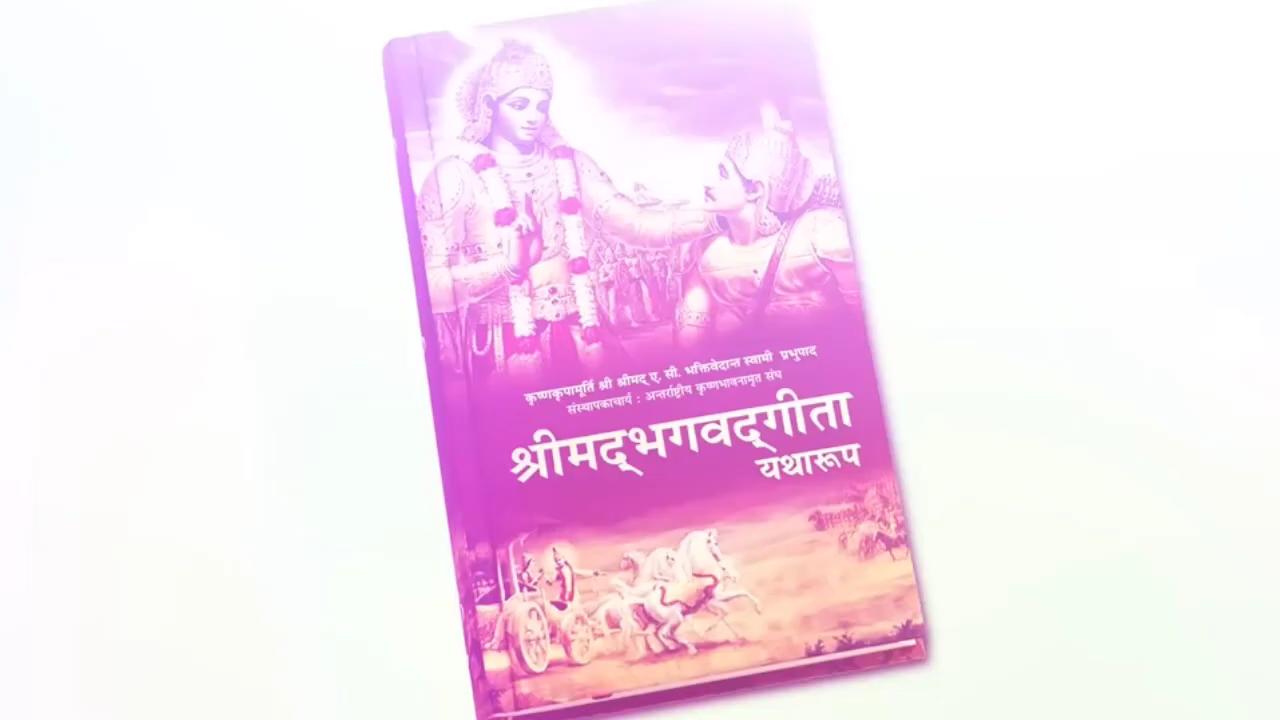 कृष्णकृपामूर्ति श्री श्रीमद् ए. सी. भक्तिवेदान्त स्वामी प्रभुपाद
संस्थापकाचार्य : अन्तर्राष्ट्रीय कृष्णभावनामृत संघ
श्रीमद्भगवद्गीता
यथारूप